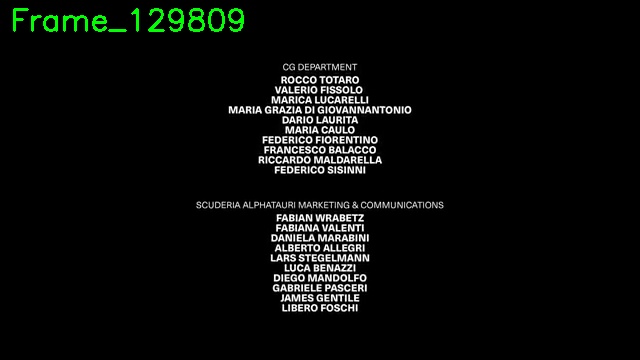 Frame_129809
CG DEPARTMENT
ROCCO TOTARO
VALERIO FISSOLO
MARICA LUCARELLI
MARIA GRAZIA DI GIOVANNANTONIO
DARIO LAURITA
MARIA CAULO
FEDERICO FIORENTINO
FRANCESCO BALACCO
RICCARDO MALDARELLA
FEDERICO SISINNI
SCUDERIA ALPHATAURI MARKETING & COMMUNICATIONS
FABIAN WRABETZ
FABIANA VALENTI
DANIELA MARABINI
ALBERTO ALLEGRI
LARS STEGELMANN
LUCA BENAZZI
DIEGO MANDOLFO
GABRIELE PASCERI
JAMES GENTILE
LIBERO FOSCHI